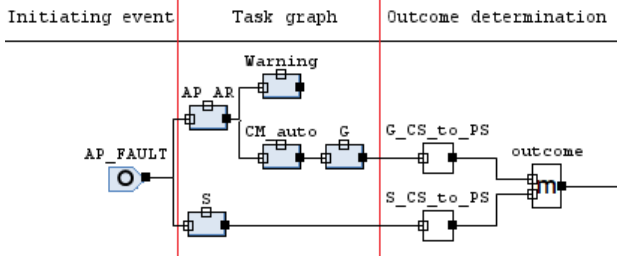 Initiating event
Task graph
Outcome determination
Warning
AP_AR
CM_auto
G
G_CS_to_PS
outcome
AP_FAULT
S
S_CS_to_PS
m